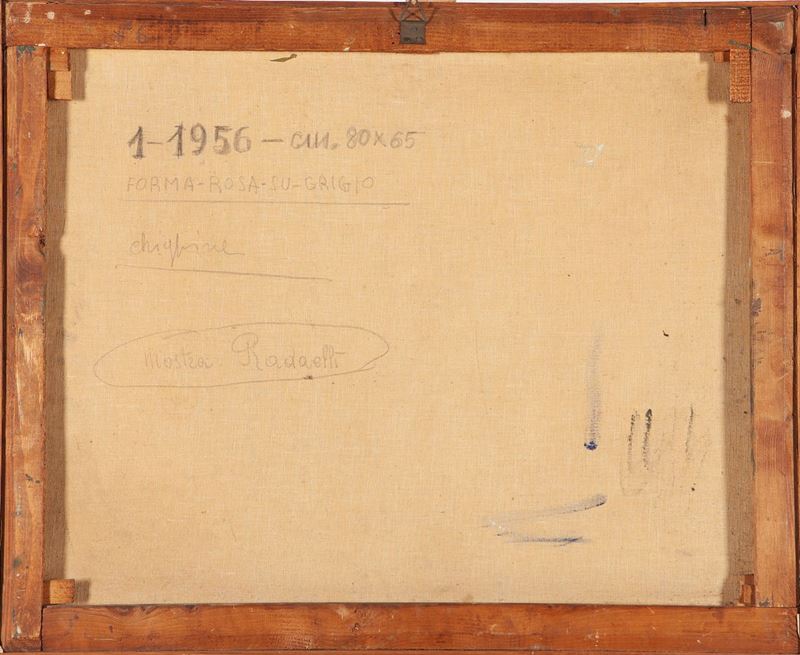 1-1956 - cm. 80x65
FORMA-ROSA-SU-GRIGIO
chighine
mostra Radaelli